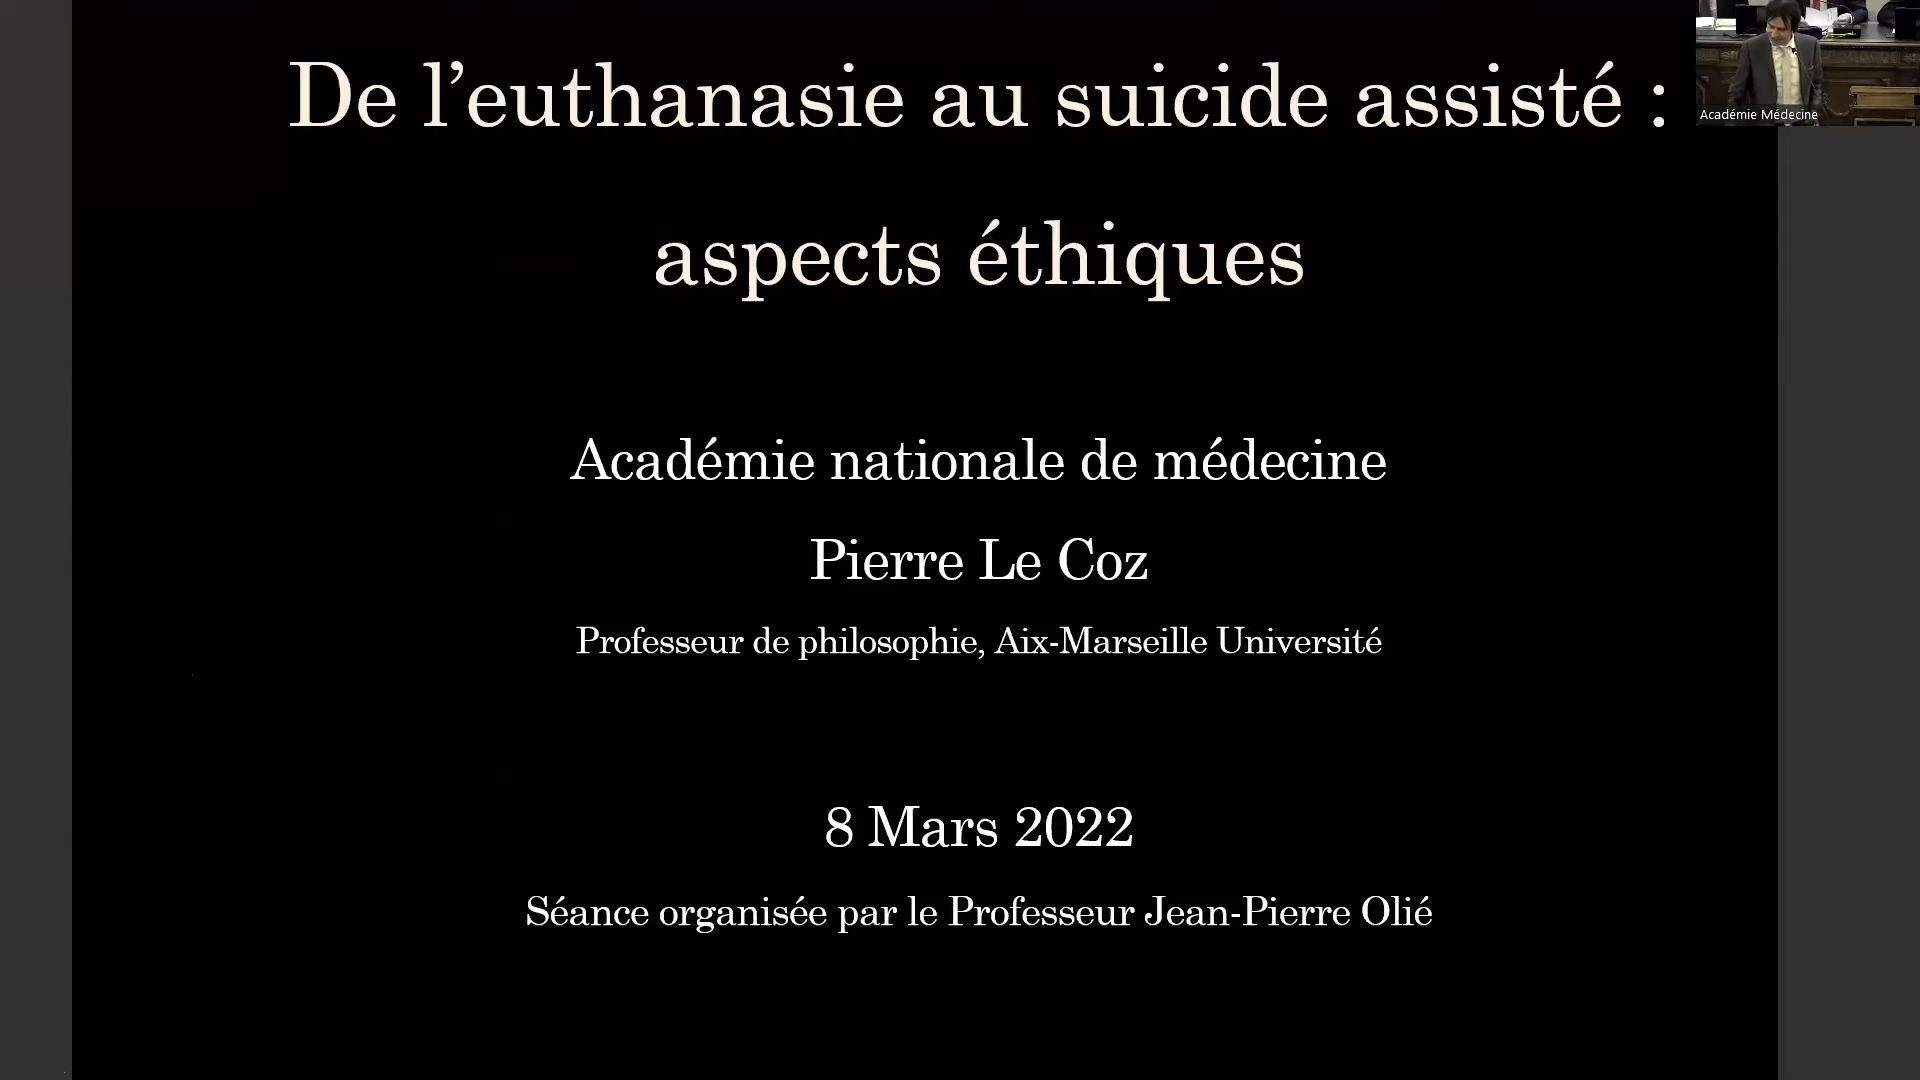 De l’euthanasie au suicide assisté :
aspects éthiques
Académie nationale de médecine
Pierre Le Coz
Professeur de philosophie, Aix-Marseille Université
8 Mars 2022
Séance organisée par le Professeur Jean-Pierre Olié
Académie Médecine